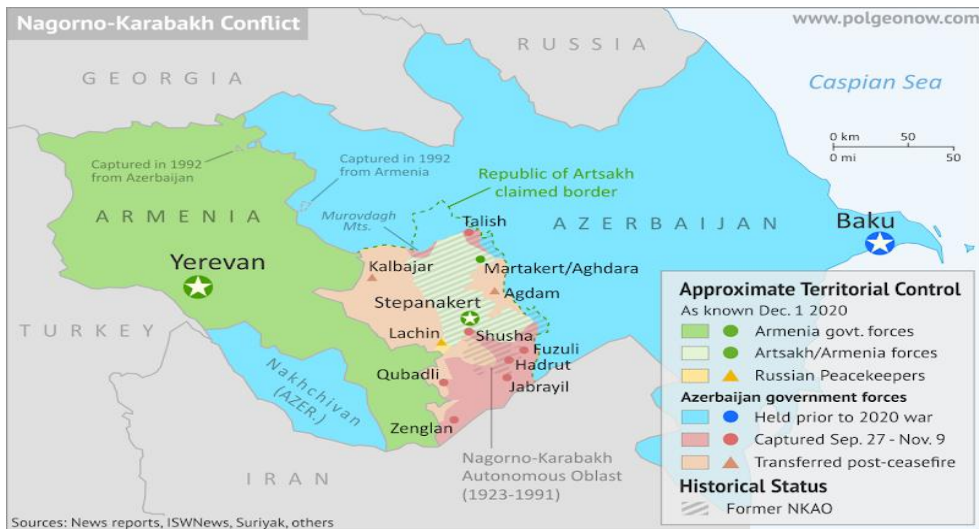 Nagorno-Karabakh Conflict
www.polgeonow.com
RUSSIA
GEORGIA
Caspian Sea
0 km 50
0 mi 50
Captured in 1992
from Azerbaijan
Captured in 1992
from Armenia
Republic of Artsakh
claimed border
ARMENIA
Murovdagh
Mts.
Talish
AZERBAIJAN
Baku
Yerevan
Kalbajar
Martakert/Aghdara
Agdam
Stepanakert
TURKEY
Lachin
Shusha
Fuzuli
Hadrut
Qubadli
Jabrayil
Nakhchivan
(AZER.)
Zenglan
IRAN
Nagorno-Karabakh
Autonomous Oblast
(1923-1991)
Approximate Territorial Control
As known Dec. 1 2020
Armenia govt. forces
Artsakh/Armenia forces
Russian Peacekeepers
Azerbaijan government forces
Held prior to 2020 war
Captured Sep. 27 - Nov. 9
Transferred post-ceasefire
Historical Status
Former NKAO
Sources: News reports, ISWNews, Suriyak, others